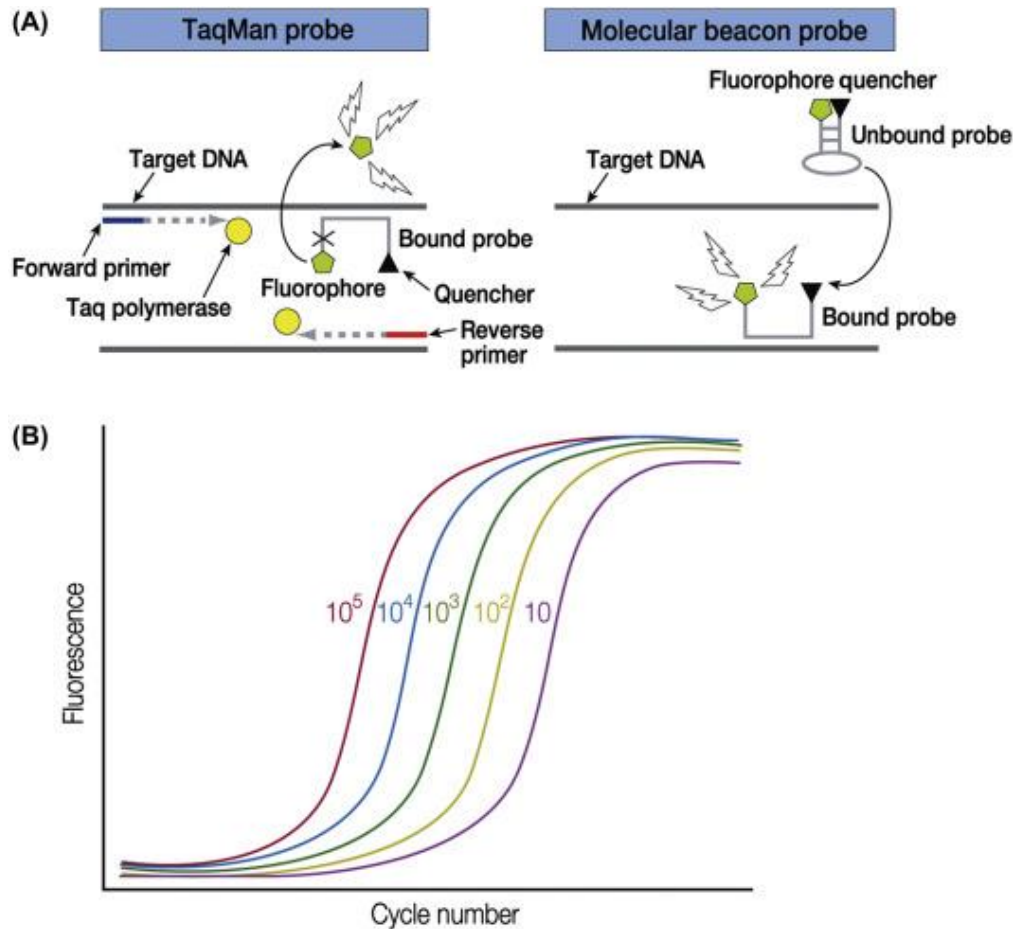 (A)
TaqMan probe
Target DNA
Forward primer
Taq polymerase
Fluorophore
Bound probe
Quencher
Reverse
primer
Molecular beacon probe
Fluorophore quencher
Unbound probe
Target DNA
Bound probe
(B)
Fluorescence
10⁵ 10⁴ 10³ 10² 10
Cycle number